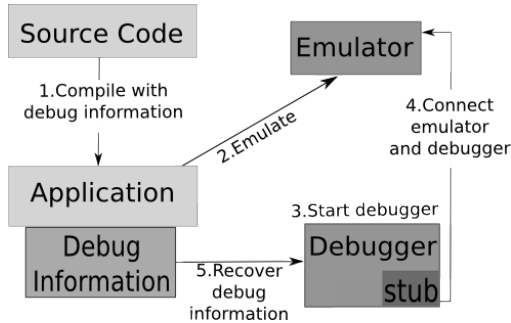 Source Code
1.Compile with
debug information
Emulator
2.Emulate
4.Connect
emulator
and debugger
Application
Debug
Information
3.Start debugger
Debugger
stub
5.Recover
debug
information